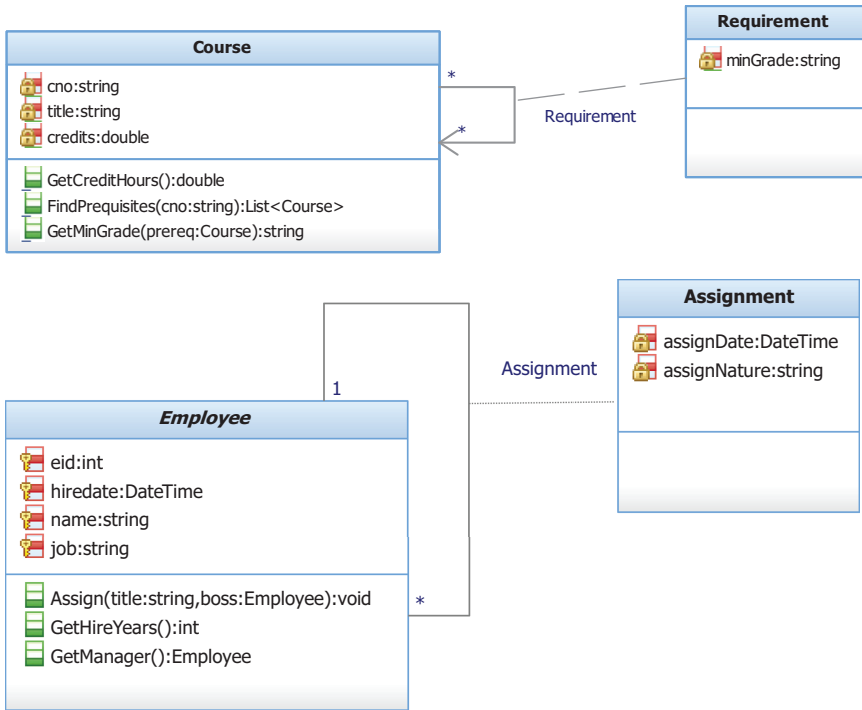 Course
cno:string
title:string
credits:double
GetCreditHours():double
FindPrequisites(cno:string):List<Course>
GetMinGrade(prereq:Course):string
*
*
Requirement
Requirement
minGrade:string
Employee
eid:int
hiredate:DateTime
name:string
job:string
Assign(title:string,boss:Employee):void
GetHireYears():int
GetManager():Employee
1
*
Assignment
Assignment
assignDate:DateTime
assignNature:string